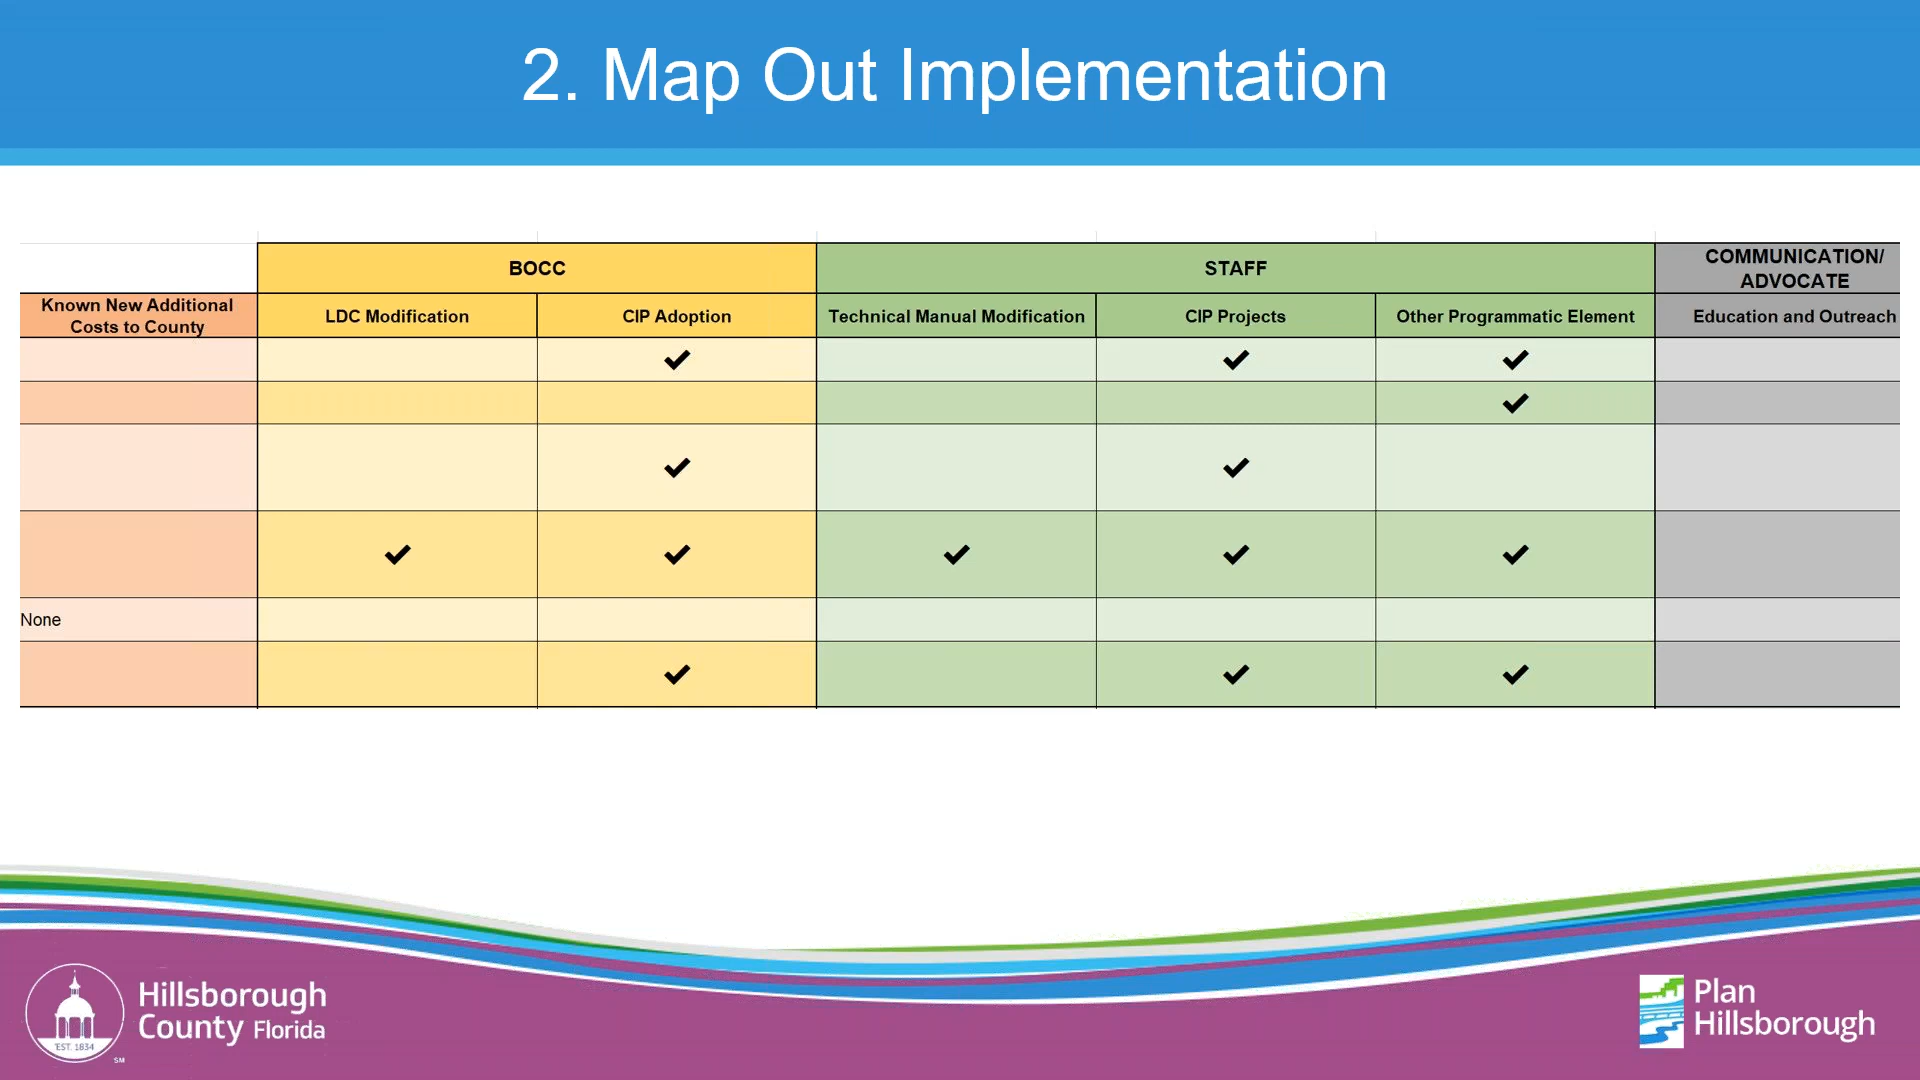 2. Map Out Implementation
BOCC
STAFF
COMMUNICATION/
ADVOCATE
Known New Additional
Costs to County
LDC Modification
CIP Adoption
Technical Manual Modification
CIP Projects
Other Programmatic Element
Education and Outreach
✔ ✔ ✔
✔
✔ ✔
✔ ✔ ✔ ✔ ✔
None
✔ ✔ ✔
EST. 1834
SM
Hillsborough
County Florida
Plan
Hillsborough